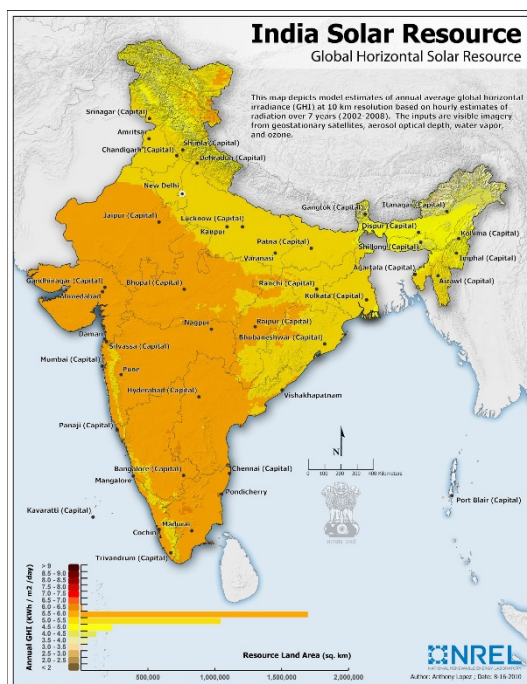 India Solar Resource
Global Horizontal Solar Resource
This map depicts model estimates of annual average global horizontal
irradiance (GHI) at 10 km resolution based on hourly estimates of
radiation over 7 years (2002-2008). The inputs are visible imagery
from geostationary satellites, aerosol optical depth, water vapor,
and ozone.
Srinagar (Capital)
Amritsar
Shimla (Capital)
Chandigarh (Capital)
Dehradun (Capital)
New Delhi
Gangtok (Capital)
Itanagar (Capital)
Jaipur (Capital)
Lucknow (Capital)
Kanpur
Dispur (Capital)
Kohima (Capital)
Patna (Capital)
Shillong (Capital)
Varanasi
Imphal (Capital)
Agartala (Capital)
Aizawl (Capital)
Gandhinagar (Capital)
Ahmedabad
Bhopal (Capital)
Ranchi (Capital)
Kolkata (Capital)
Nagpur
Raipur (Capital)
Daman
Bhubaneshwar (Capital)
Silvassa (Capital)
Mumbai (Capital)
Pune
Hyderabad (Capital)
Vishakhapatnam
Panaji (Capital)
N
0 100 200 400 Kilometers
Bangalore (Capital)
Chennai (Capital)
Mangalore
Pondicherry
Port Blair (Capital)
Kavaratti (Capital)
Madurai
Cochin
Trivandrum (Capital)
Annual GHI (KWh / m2 /day)
> 9
8.5 - 9.0
8.0 - 8.5
7.5 - 8.0
7.0 - 7.5
6.5 - 7.0
6.0 - 6.5
5.5 - 6.0
5.0 - 5.5
4.5 - 5.0
4.0 - 4.5
3.5 - 4.0
3.0 - 3.5
2.5 - 3.0
2.0 - 2.5
< 2
Resource Land Area (sq. km)
500,000 1,000,000 1,500,000 2,000,000
NREL
NATIONAL RENEWABLE ENERGY LABORATORY
Author: Anthony Lopez ; Date: 8-16-2010